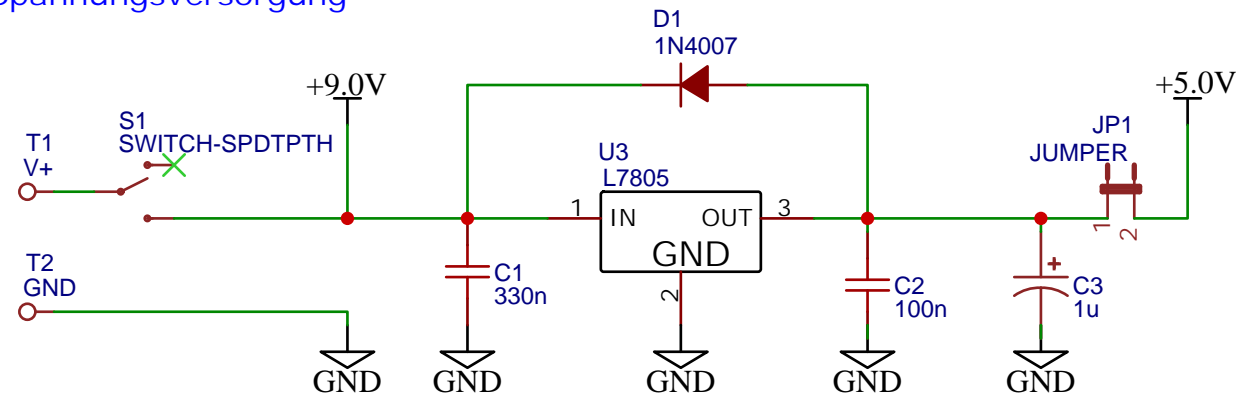 Spannungsversorgung
D1
1N4007
+9.0V
+5.0V
S1
SWITCH-SPDTPTH
T1
V+
JP1
JUMPER
U3
L7805
1
IN
OUT
3
GND
2
1
2
T2
GND
C1
330n
C2
100n
+
C3
1u
GND
GND
GND
GND
GND